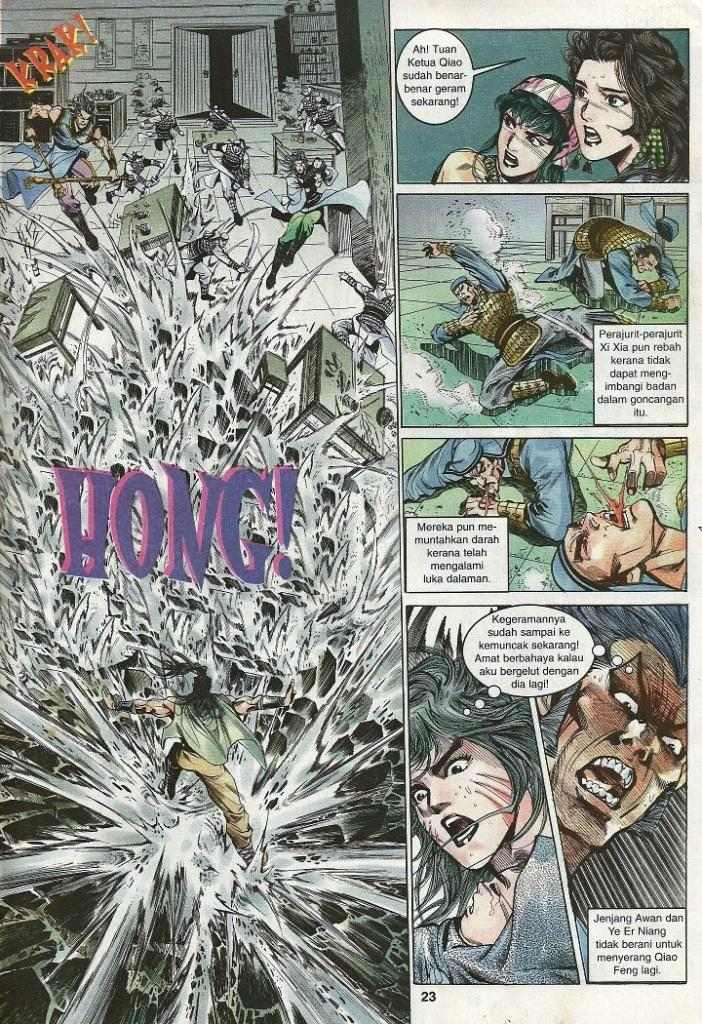 KRAK!
HONG!
Ah! Tuan
Ketua Qiao
sudah benar-
benar geram
sekarang!
Perajurit-perajurit
Xi Xia pun rebah
kerana tidak
dapat meng-
imbangi badan
dalam goncangan
itu.
Mereka pun me-
muntahkan darah
kerana telah
mengalami
luka dalaman.
Kegeramannya
sudah sampai ke
kemuncak sekarang!
Amat berbahaya kalau
aku bergelut dengan
dia lagi!
Jenjang Awan dan
Ye Er Niang
tidak berani untuk
menyerang Qiao
Feng lagi.
23